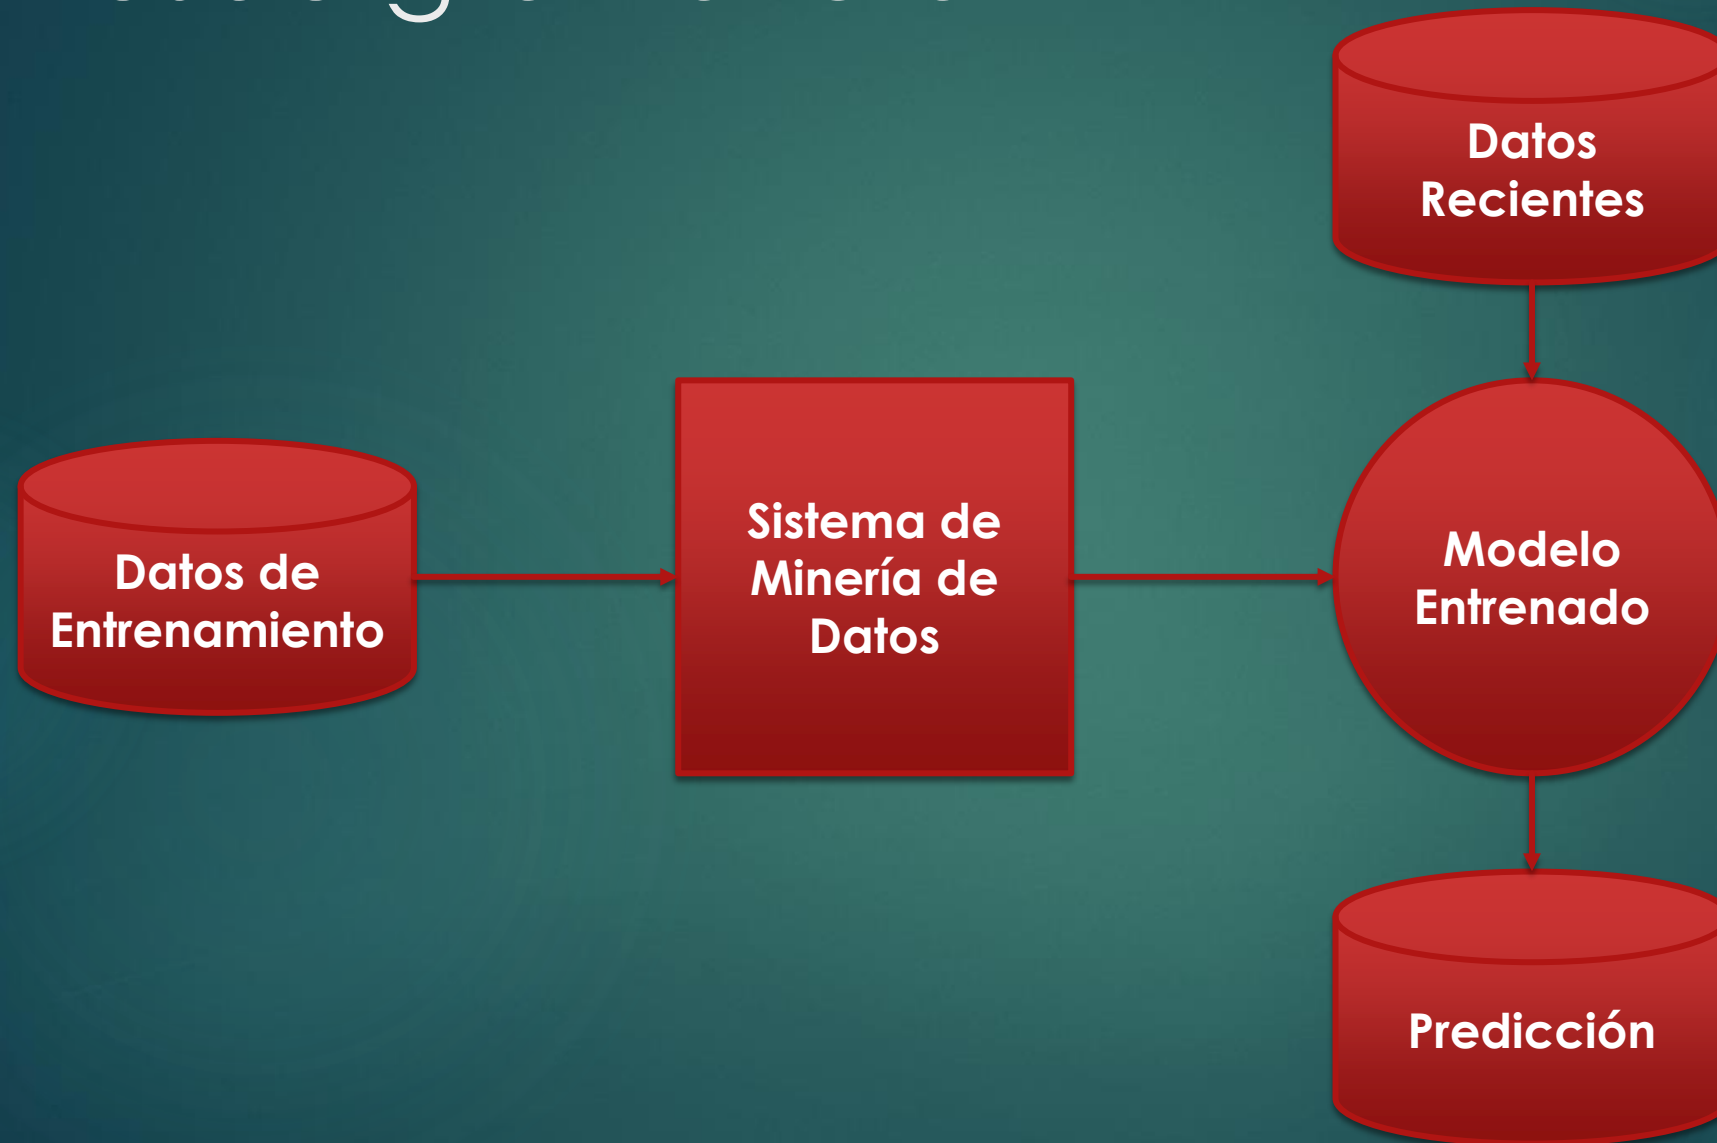 Datos
Recientes
Datos de
Entrenamiento
Sistema de
Minería de
Datos
Modelo
Entrenado
Predicción